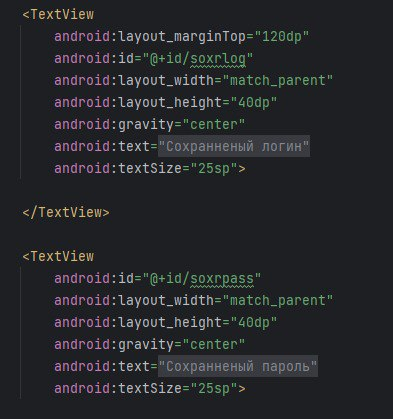 <TextView
android:layout_marginTop="120dp"
android:id="@+id/soxrlog"
android:layout_width="match_parent"
android:layout_height="40dp"
android:gravity="center"
android:text="Сохранненый логин"
android:textSize="25sp">
</TextView>
<TextView
android:id="@+id/soxrpass"
android:layout_width="match_parent"
android:layout_height="40dp"
android:gravity="center"
android:text="Сохранненый пароль"
android:textSize="25sp">